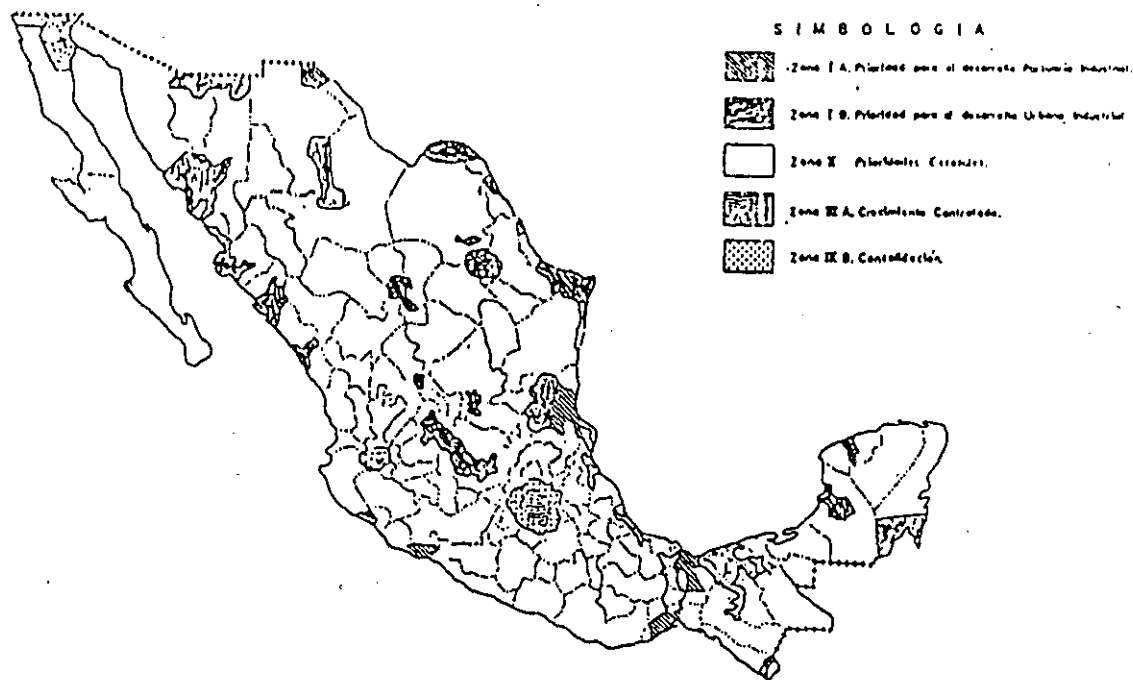 S I M B O L O G I A
Zona I A. Prioridad para el desarrollo Portuario Industrial.
Zona I B. Prioridad para el desarrollo Urbano Industrial
Zona II Prioridades Estatales.
Zona III A. Crecimiento Controlado.
Zona III B. Consolidación